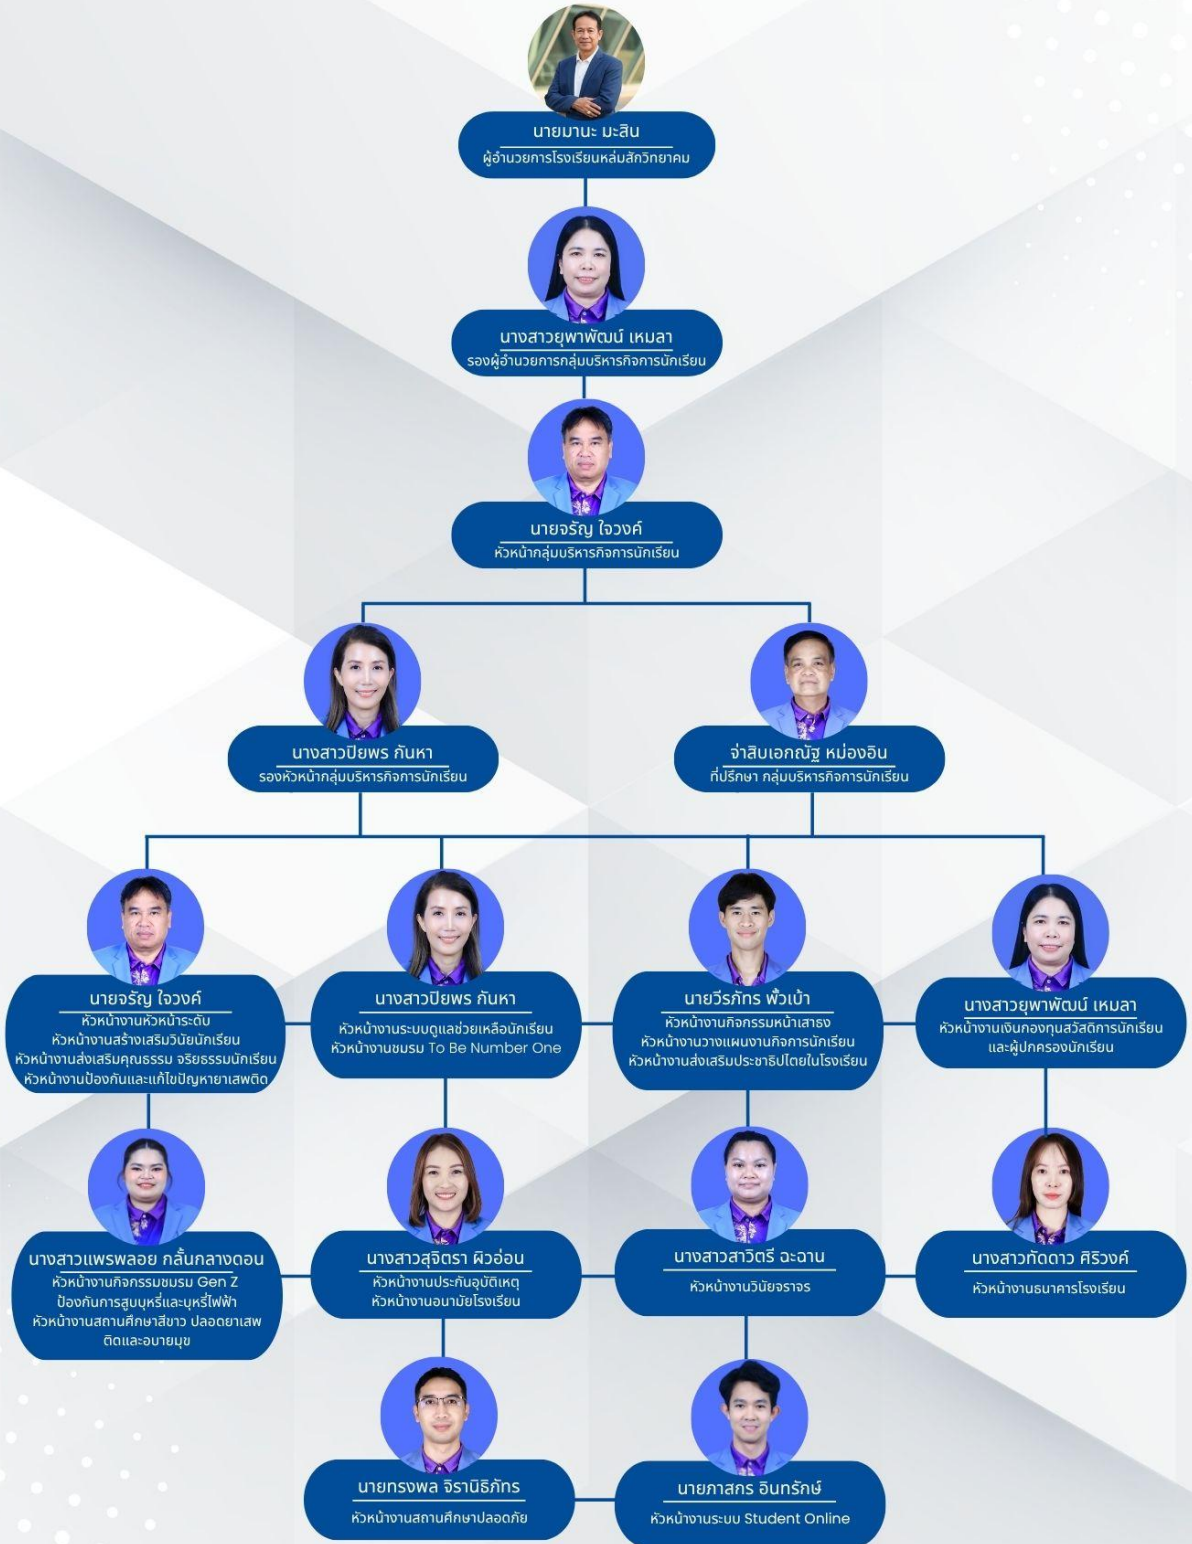 นายมานะ มะสิน
ผู้อำนวยการโรงเรียนหล่มสักวิทยาคม
นางสาวยุพาพัฒน์ เหมลา
รองผู้อำนวยการกลุ่มบริหารกิจการนักเรียน
นายจรัญ ใจวงค์
หัวหน้ากลุ่มบริหารกิจการนักเรียน
นางสาวปิยพร กันหา
รองหัวหน้ากลุ่มบริหารกิจการนักเรียน
จ่าสิบเอกณัฐ หม่องอิน
ที่ปรึกษา กลุ่มบริหารกิจการนักเรียน
นายจรัญ ใจวงค์
หัวหน้างานหัวหน้าระดับ
หัวหน้างานสร้างเสริมวินัยนักเรียน
หัวหน้างานส่งเสริมคุณธรรม จริยธรรมนักเรียน
หัวหน้างานป้องกันและแก้ไขปัญหายาเสพติด
นางสาวปิยพร กันหา
หัวหน้างานระบบดูแลช่วยเหลือนักเรียน
หัวหน้างานชมรม To Be Number One
นายวีรภัทร พั้วเบ้า
หัวหน้างานกิจกรรมหน้าเสาธง
หัวหน้างานวางแผนงานกิจการนักเรียน
หัวหน้างานส่งเสริมประชาธิปไตยในโรงเรียน
นางสาวยุพาพัฒน์ เหมลา
หัวหน้างานเงินกองทุนสวัสดิการนักเรียน
และผู้ปกครองนักเรียน
นางสาวแพรพลอย กลั้นกลางดอน
หัวหน้างานกิจกรรมชมรม Gen Z
ป้องกันการสูบบุหรี่และบุหรี่ไฟฟ้า
หัวหน้างานสถานศึกษาสีขาว ปลอดยาเสพ
ติดและอบายมุข
นางสาวสุจิตรา ผิวอ่อน
หัวหน้างานประกันอุบัติเหตุ
หัวหน้างานอนามัยโรงเรียน
นางสาวสาวิตรี ฉะฉาน
หัวหน้างานวินัยจราจร
นางสาวทัดดาว ศิริวงค์
หัวหน้างานธนาคารโรงเรียน
นายทรงพล จิรานิธิภัทร
หัวหน้างานสถานศึกษาปลอดภัย
นายภาสกร อินทรักษ์
หัวหน้างานระบบ Student Online